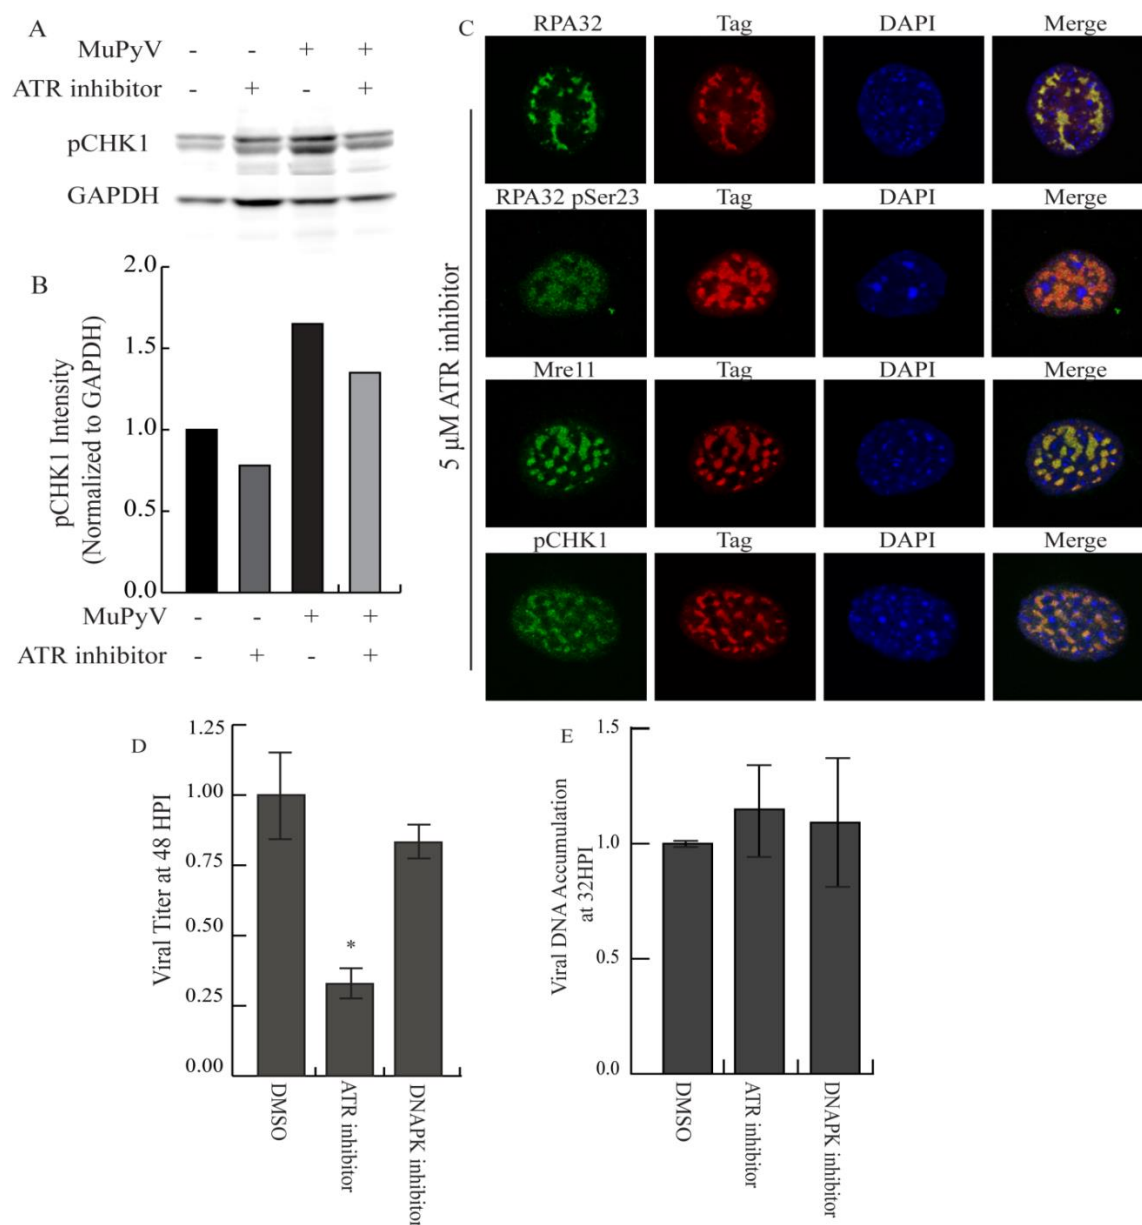 A
MuPyV - - + +
ATR inhibitor - + - +
pCHK1
GAPDH
B
2.0
1.5
1.0
0.5
0.0
pCHK1 Intensity
(Normalized to GAPDH)
MuPyV - - + +
ATR inhibitor - + - +
C
5 µM ATR inhibitor
RPA32 Tag DAPI Merge
RPA32 pSer23 Tag DAPI Merge
Mre11 Tag DAPI Merge
pCHK1 Tag DAPI Merge
D
Viral Titer at 48 HPI
1.25
1.00
0.75
0.50
0.25
0.00
*
DMSO
ATR inhibitor
DNAPK inhibitor
E
Viral DNA Accumulation
at 32HPI
1.5
1.0
0.5
0.0
DMSO
ATR inhibitor
DNAPK inhibitor